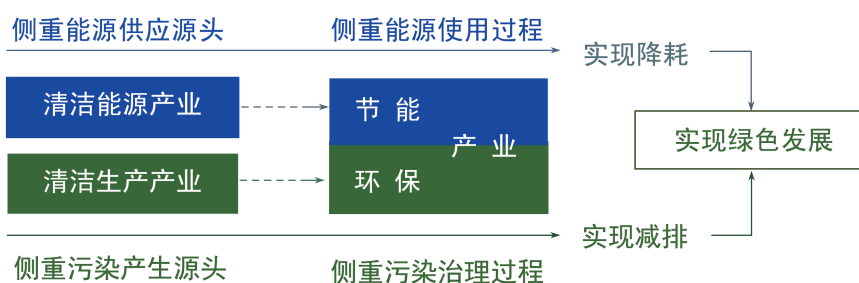 侧重能源供应源头 侧重能源使用过程
实现降耗
清洁能源产业 节 能
产 业
实现绿色发展
清洁生产产业 环 保
实现减排
侧重污染产生源头 侧重污染治理过程